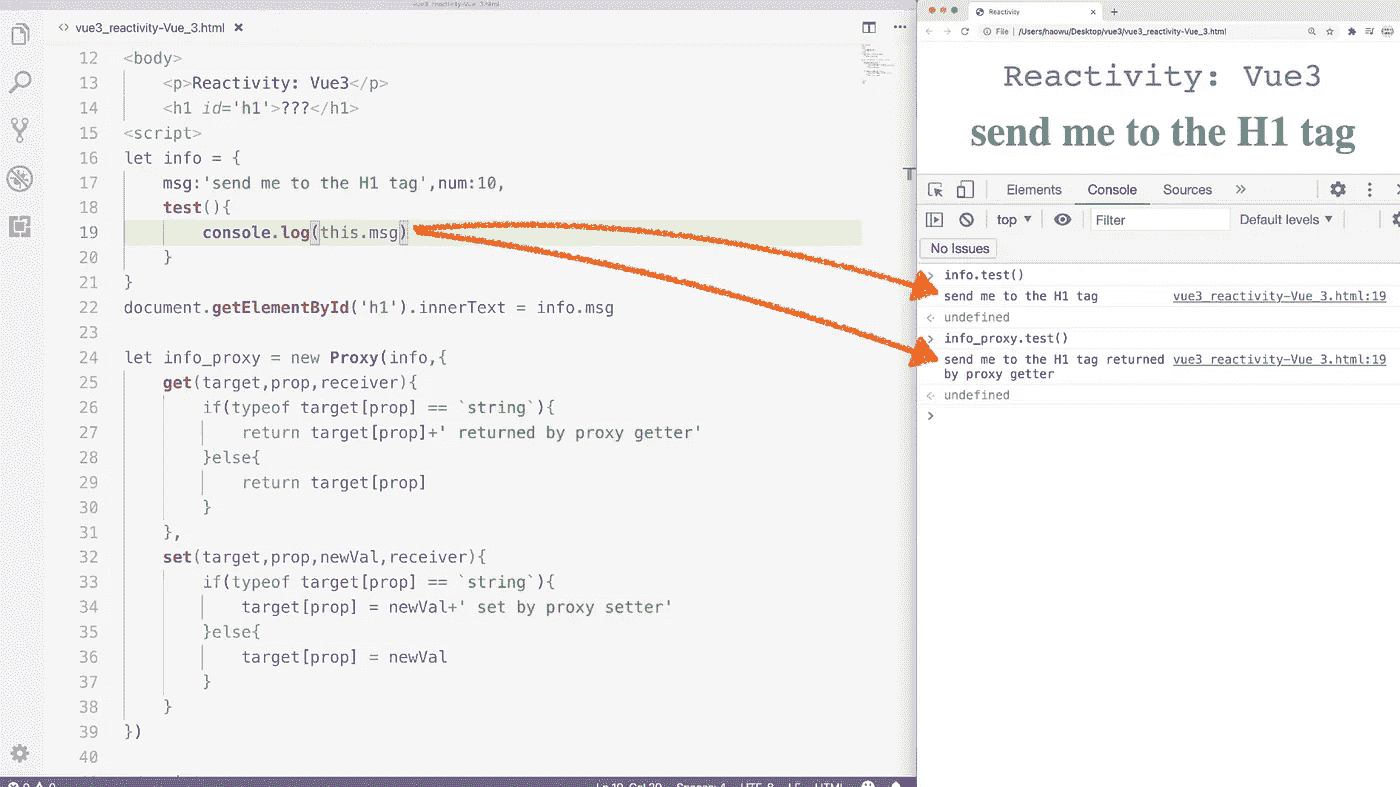 vue3_reactivity-Vue_3.html
vue3_reactivity-Vue_3.html ×
12 <body>
13 <p>Reactivity: Vue3</p>
14 <h1 id='h1'>???</h1>
15 <script>
16 let info = {
17 msg:'send me to the H1 tag',num:10,
18 test(){
19 console.log(this.msg)
20 }
21 }
22 document.getElementById('h1').innerText = info.msg
23
24 let info_proxy = new Proxy(info,{
25 get(target,prop,receiver){
26 if(typeof target[prop] == `string`){
27 return target[prop]+' returned by proxy getter'
28 }else{
29 return target[prop]
30 }
31 },
32 set(target,prop,newVal,receiver){
33 if(typeof target[prop] == `string`){
34 target[prop] = newVal+' set by proxy setter'
35 }else{
36 target[prop] = newVal
37 }
38 }
39 })
40
Reactivity
File | /Users/haowu/Desktop/vue3/vue3_reactivity-Vue_3.html
Reactivity: Vue3
send me to the H1 tag
Elements Console Sources »
top ▼ Filter Default levels ▼
No Issues
> info.test()
send me to the H1 tag vue3_reactivity-Vue_3.html:19
undefined
> info_proxy.test()
send me to the H1 tag returned vue3_reactivity-Vue_3.html:19
by proxy getter
undefined
>